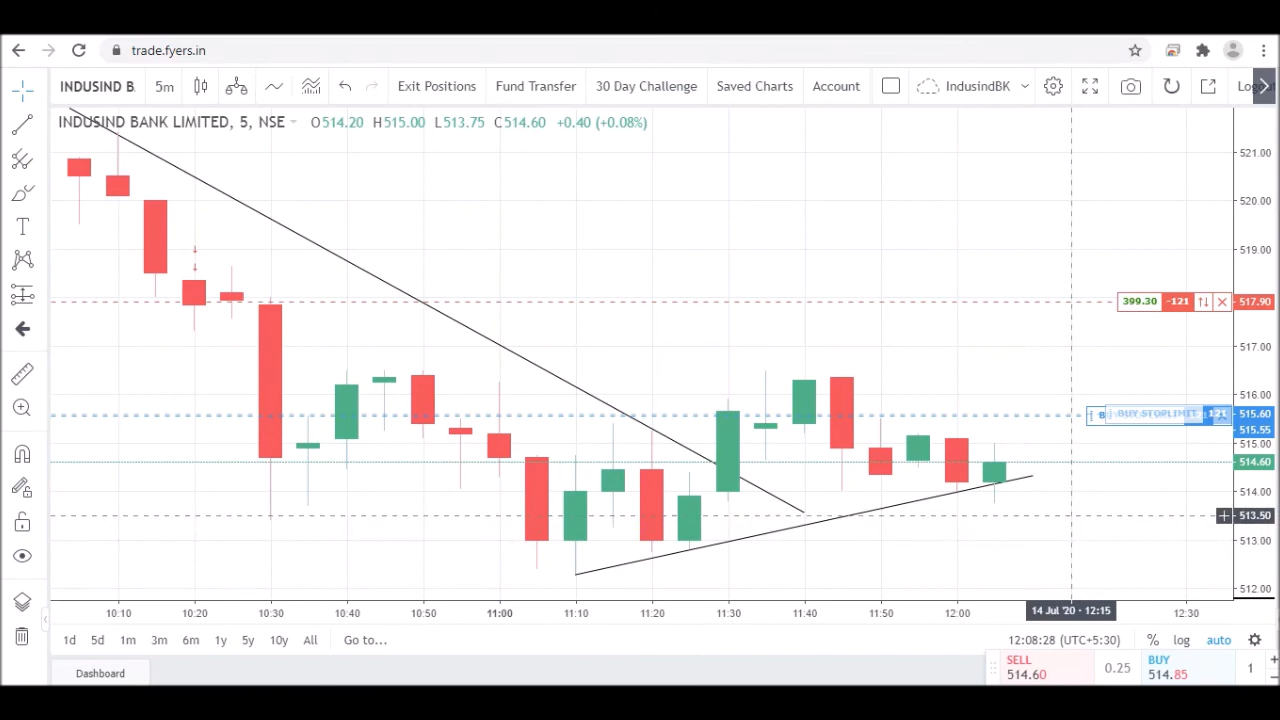 trade.fyers.in
INDUSIND B. 5m Exit Positions Fund Transfer 30 Day Challenge Saved Charts Account IndusindBK
INDUSIND BANK LIMITED, 5, NSE O514.20 H515.00 L513.75 C514.60 +0.40 (+0.08%)
521.00
520.00
519.00
399.30 -121 517.90
517.00
516.00
BUY STOPLIMIT 121 515.60
515.55
515.00
514.60
514.00
513.50
513.00
512.00
10:10 10:20 10:30 10:40 10:50 11:00 11:10 11:20 11:30 11:40 11:50 12:00 14 Jul '20 - 12:15 12:30
1d 5d 1m 3m 6m 1y 5y 10y All Go to... 12:08:28 (UTC+5:30) % log auto
Dashboard
SELL 0.25 BUY 1
514.60 514.85